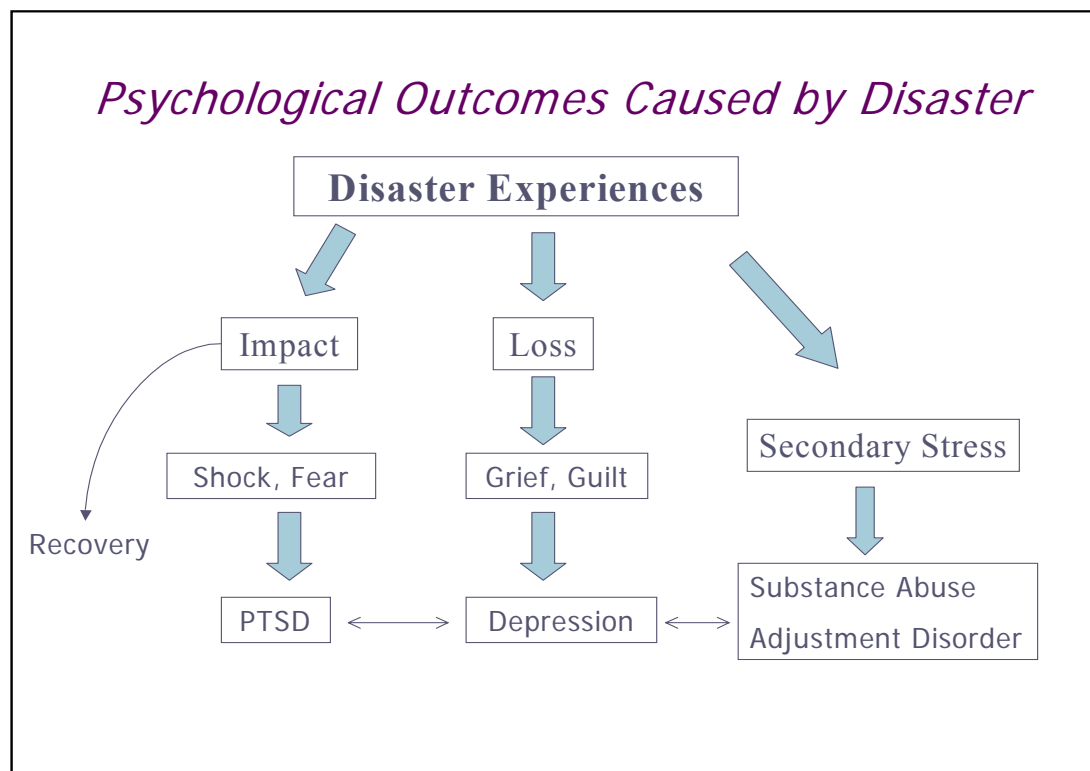 Psychological Outcomes Caused by Disaster
Disaster Experiences
Impact
Loss
Secondary Stress
Shock, Fear
Grief, Guilt
Recovery
PTSD
Depression
Substance Abuse
Adjustment Disorder